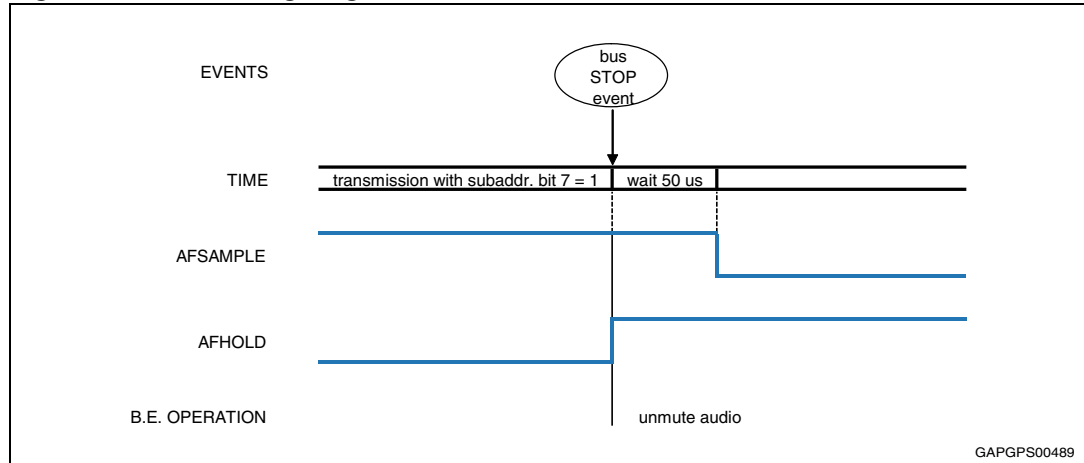 EVENTS
bus
STOP
event
TIME
transmission with subaddr. bit 7 = 1
wait 50 us
AFSAMPLE
AFHOLD
B.E. OPERATION
unmute audio
GAPGPS00489